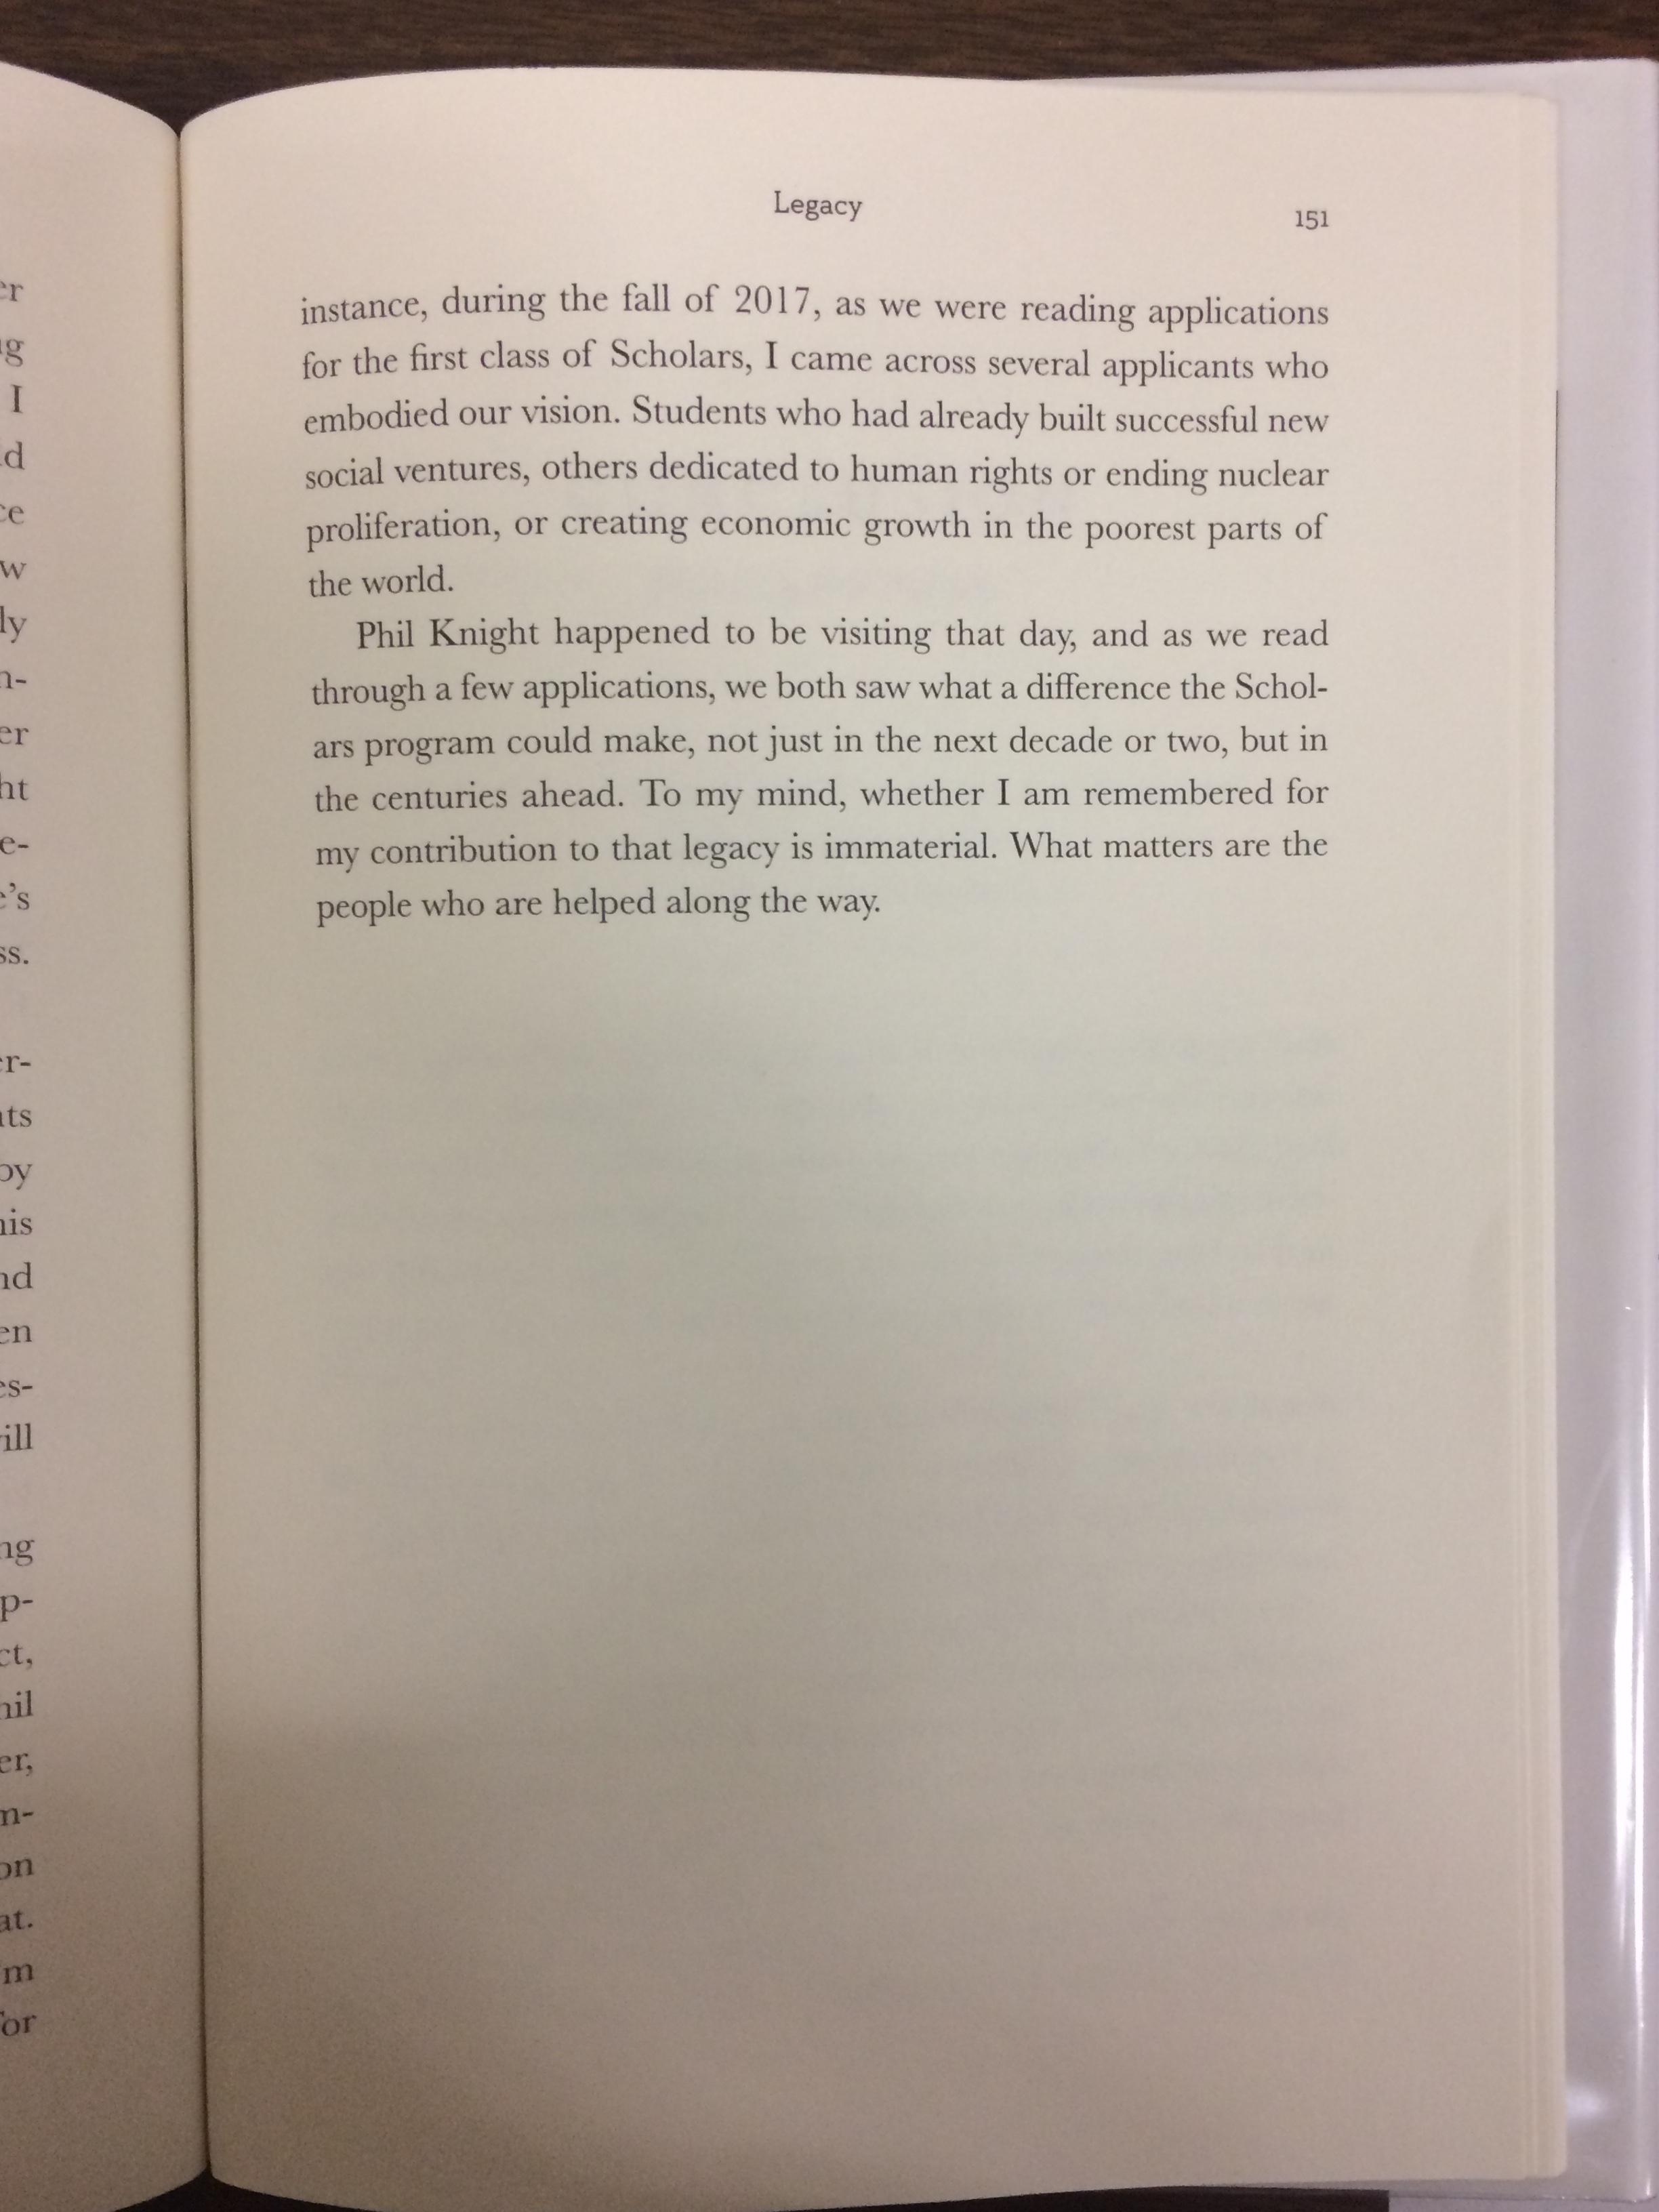 Legacy
151
instance, during the fall of 2017, as we were reading applications
for the first class of Scholars, I came across several applicants who
embodied our vision. Students who had already built successful new
social ventures, others dedicated to human rights or ending nuclear
proliferation, or creating economic growth in the poorest parts of
the world.
Phil Knight happened to be visiting that day, and as we read
through a few applications, we both saw what a difference the Schol-
ars program could make, not just in the next decade or two, but in
the centuries ahead. To my mind, whether I am remembered for
my contribution to that legacy is immaterial. What matters are the
people who are helped along the way.